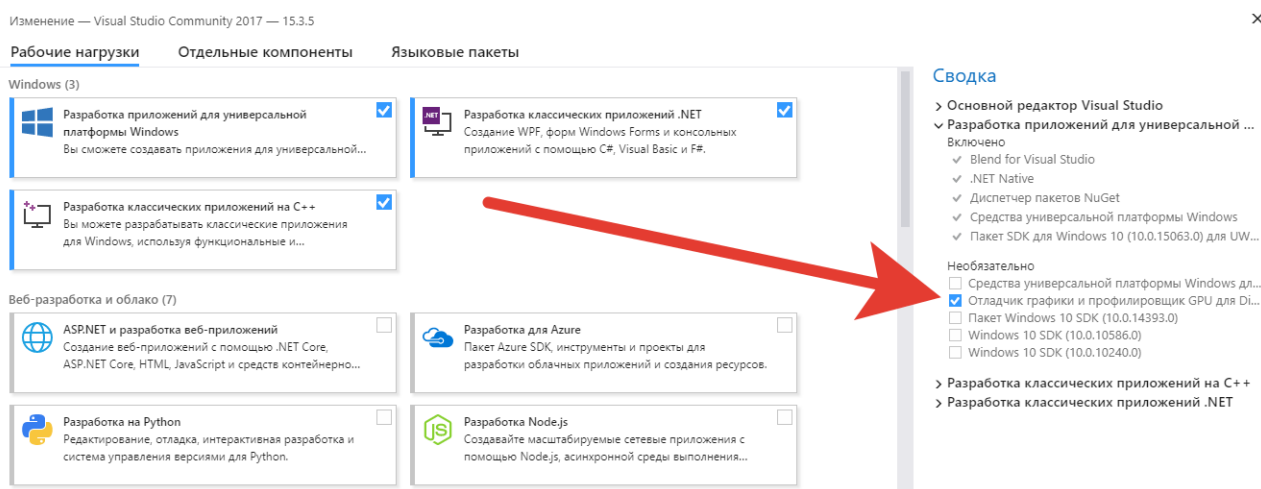 Изменение — Visual Studio Community 2017 — 15.3.5
Рабочие нагрузки
Отдельные компоненты
Языковые пакеты
Windows (3)
Разработка приложений для универсальной
платформы Windows
Вы сможете создавать приложения для универсальной...
.NET
Разработка классических приложений .NET
Создание WPF, форм Windows Forms и консольных
приложений с помощью C#, Visual Basic и F#.
Разработка классических приложений на C++
Вы можете разрабатывать классические приложения
для Windows, используя функциональные и...
Веб-разработка и облако (7)
ASP.NET и разработка веб-приложений
Создание веб-приложений с помощью .NET Core,
ASP.NET Core, HTML, JavaScript и средств контейнерно...
Разработка для Azure
Пакет Azure SDK, инструменты и проекты для
разработки облачных приложений и создания ресурсов.
Разработка на Python
Редактирование, отладка, интерактивная разработка и
система управления версиями для Python.
Разработка Node.js
Создавайте масштабируемые сетевые приложения с
помощью Node.js, асинхронной среды выполнения...
Сводка
Основной редактор Visual Studio
Разработка приложений для универсальной ...
Включено
Blend for Visual Studio
.NET Native
Диспетчер пакетов NuGet
Средства универсальной платформы Windows
Пакет SDK для Windows 10 (10.0.15063.0) для UW...
Необязательно
Средства универсальной платформы Windows дл...
Отладчик графики и профилировщик GPU для Di...
Пакет Windows 10 SDK (10.0.14393.0)
Windows 10 SDK (10.0.10586.0)
Windows 10 SDK (10.0.10240.0)
Разработка классических приложений на C++
Разработка классических приложений .NET